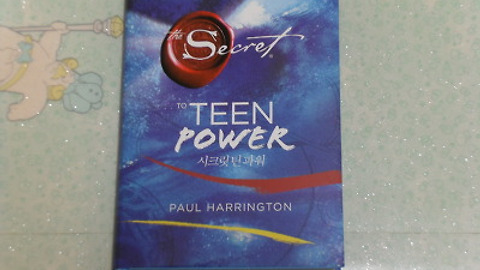 the Secret
TO TEEN
POWER
시크릿 틴 파워
PAUL HARRINGTON